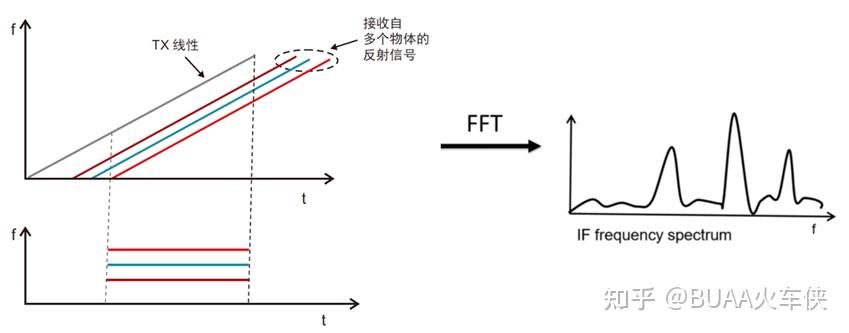 f
TX 线性
接收自
多个物体的
反射信号
t
f
t
FFT
IF frequency spectrum
f
知乎 @BUAA火车侠